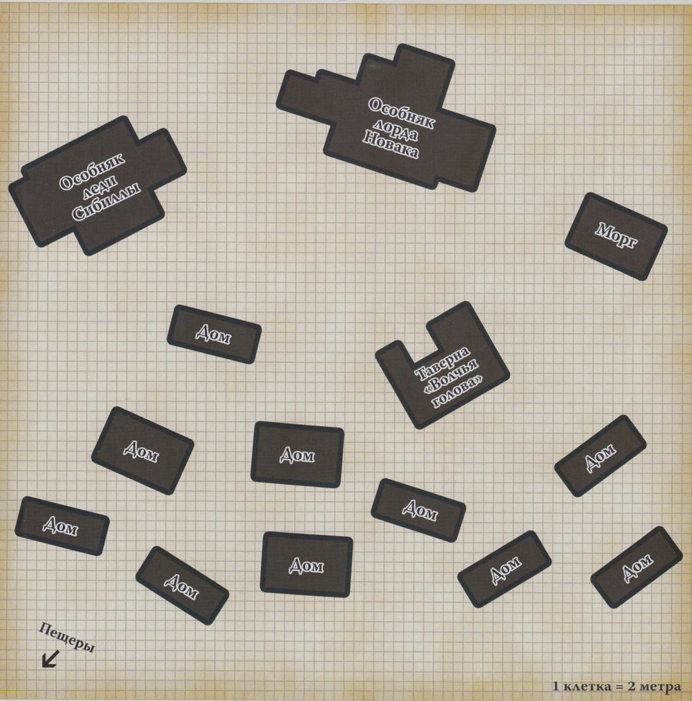 Особняк
лорда
Новака
Особняк
леди
Сибиллы
Морг
Дом
Таверна
«Волчья
голова»
Дом
Дом
Дом
Дом
Дом
Дом
Дом
Дом
Дом
Пещеры
1 клетка = 2 метра